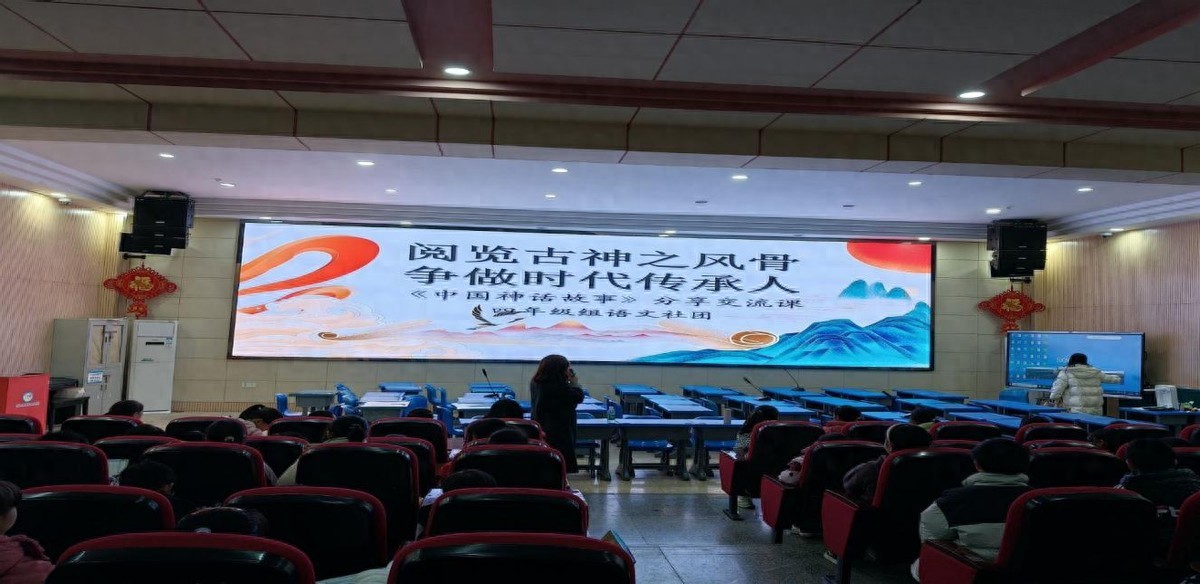 阅览古神之风骨
争做时代传承人
《中国神话故事》分享交流课
四年级组语文社团